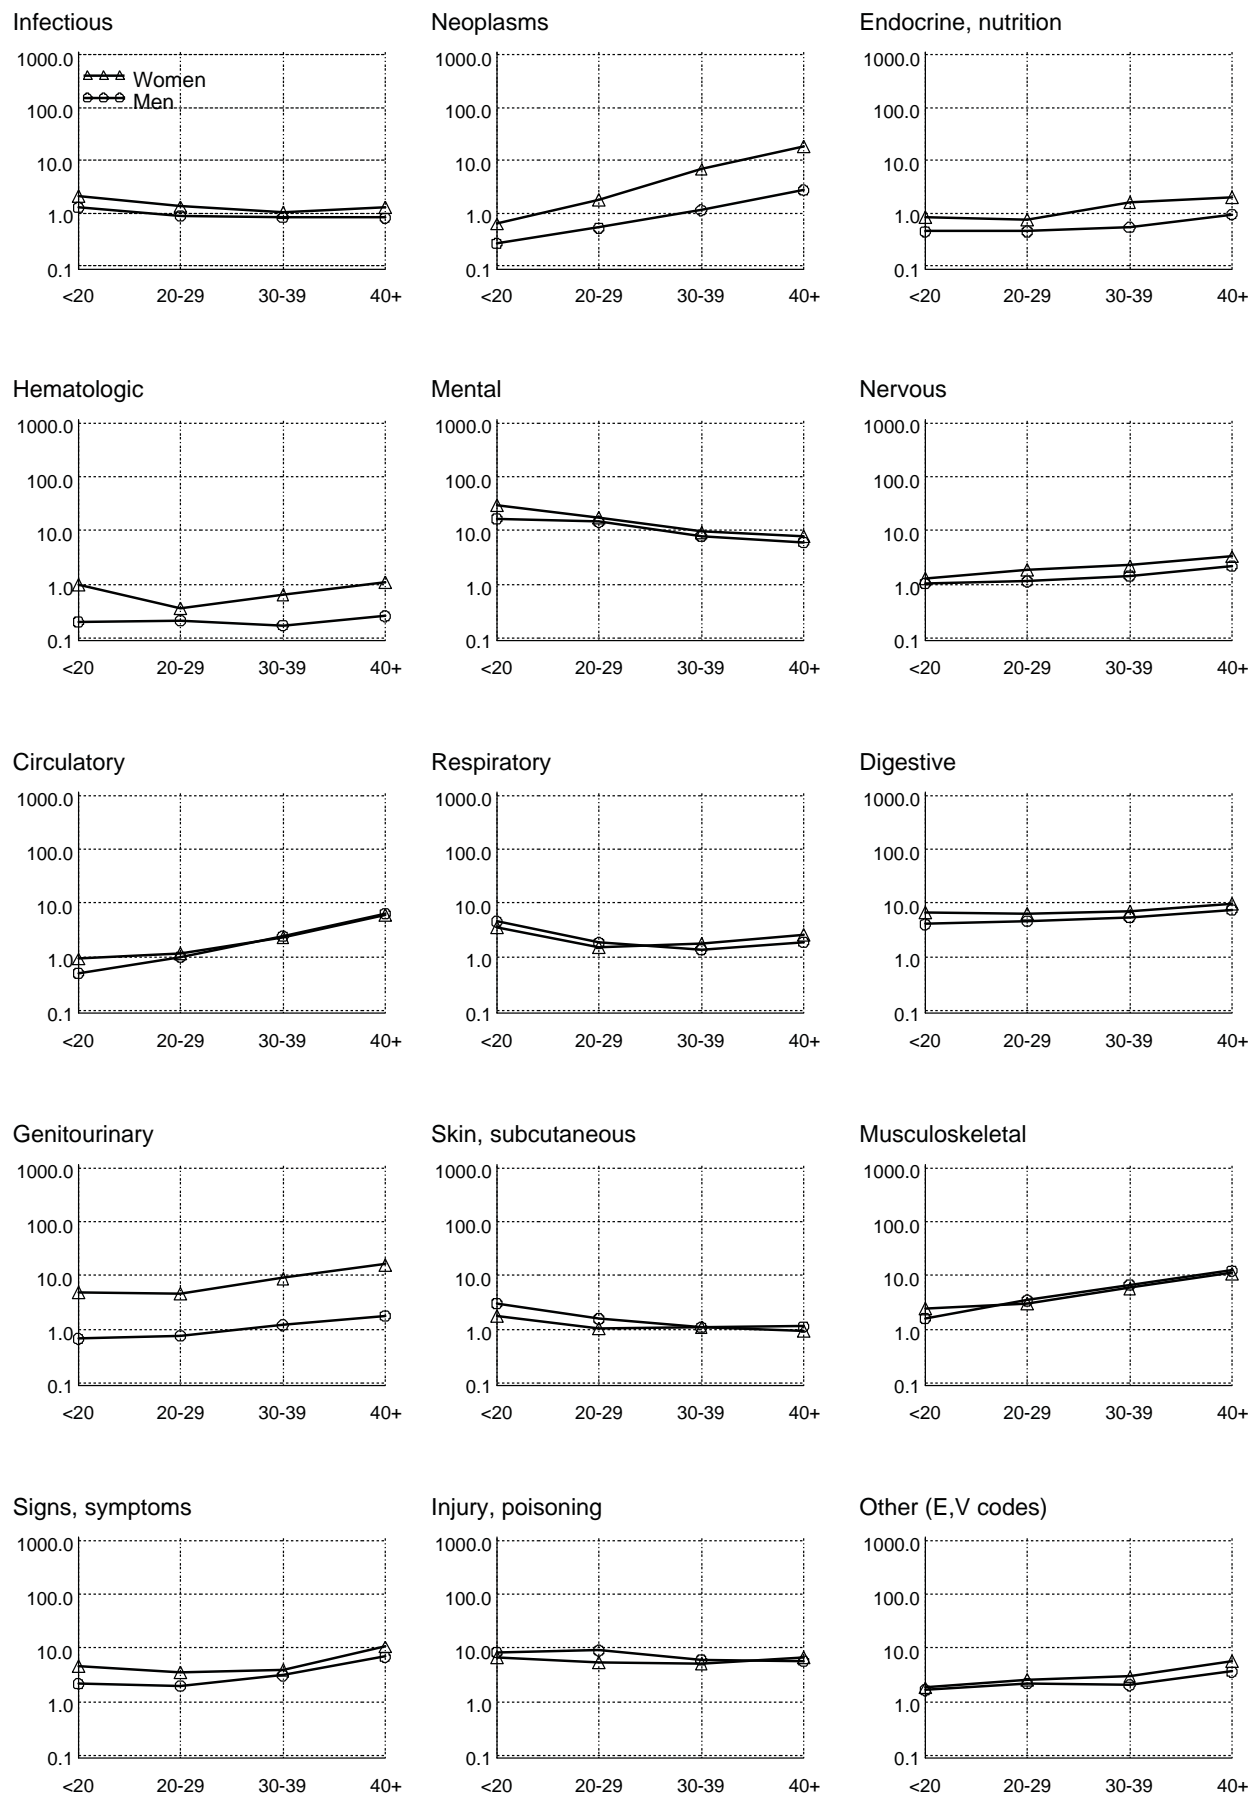 Infectious
1000.0
Women
Men
100.0
10.0
1.0
0.1
<20 20-29 30-39 40+
Neoplasms
1000.0
100.0
10.0
1.0
0.1
<20 20-29 30-39 40+
Endocrine, nutrition
1000.0
100.0
10.0
1.0
0.1
<20 20-29 30-39 40+
Hematologic
1000.0
100.0
10.0
1.0
0.1
<20 20-29 30-39 40+
Mental
1000.0
100.0
10.0
1.0
0.1
<20 20-29 30-39 40+
Nervous
1000.0
100.0
10.0
1.0
0.1
<20 20-29 30-39 40+
Circulatory
1000.0
100.0
10.0
1.0
0.1
<20 20-29 30-39 40+
Respiratory
1000.0
100.0
10.0
1.0
0.1
<20 20-29 30-39 40+
Digestive
1000.0
100.0
10.0
1.0
0.1
<20 20-29 30-39 40+
Genitourinary
1000.0
100.0
10.0
1.0
0.1
<20 20-29 30-39 40+
Skin, subcutaneous
1000.0
100.0
10.0
1.0
0.1
<20 20-29 30-39 40+
Musculoskeletal
1000.0
100.0
10.0
1.0
0.1
<20 20-29 30-39 40+
Signs, symptoms
1000.0
100.0
10.0
1.0
0.1
<20 20-29 30-39 40+
Injury, poisoning
1000.0
100.0
10.0
1.0
0.1
<20 20-29 30-39 40+
Other (E,V codes)
1000.0
100.0
10.0
1.0
0.1
<20 20-29 30-39 40+